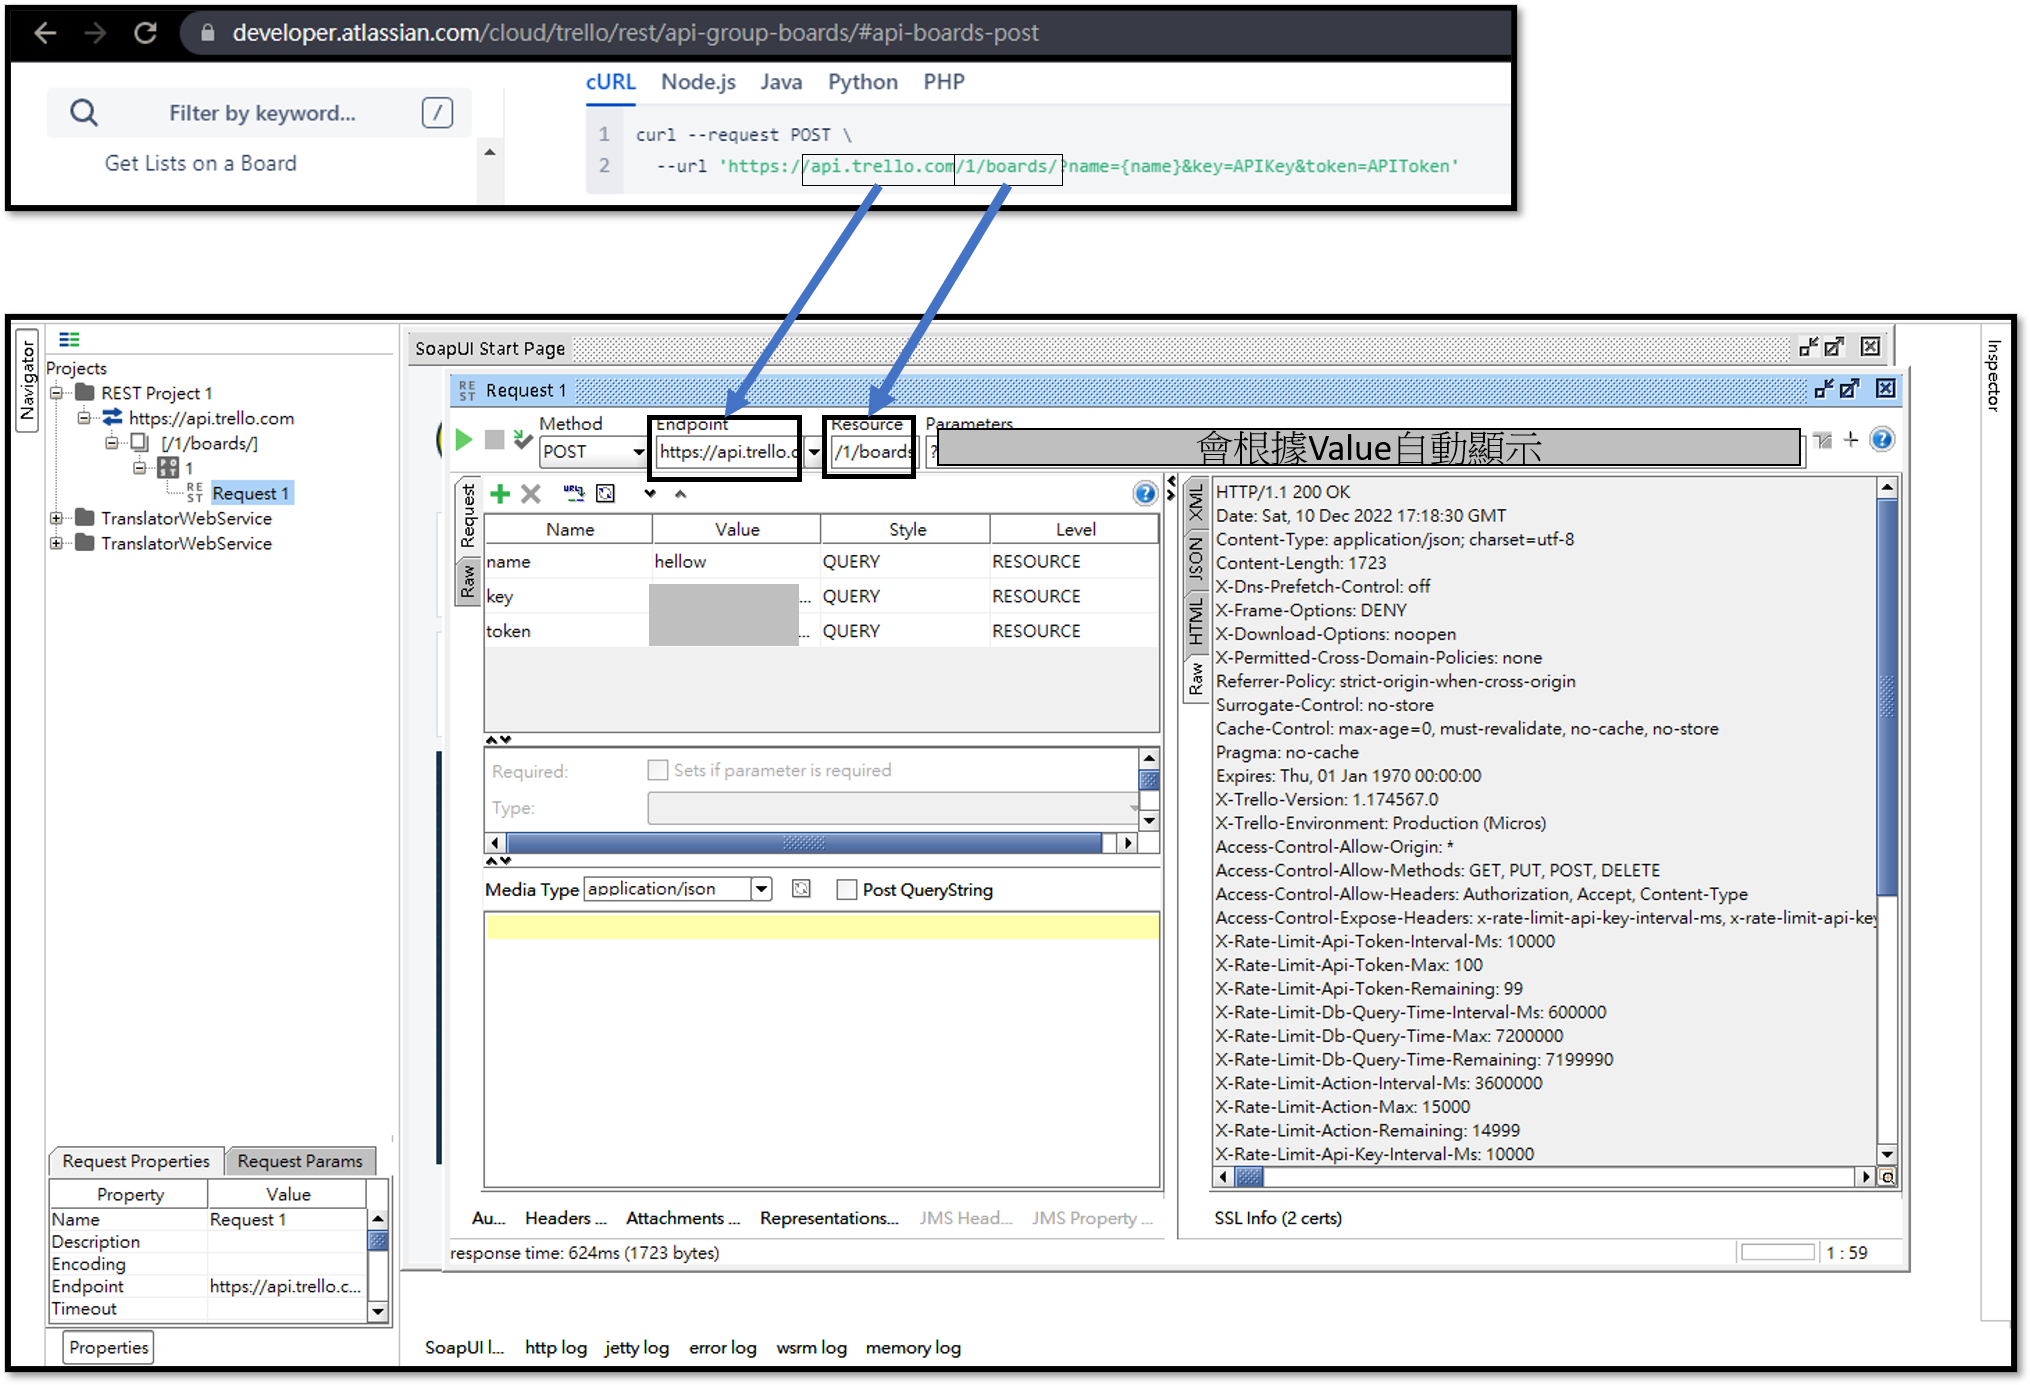 developer.atlassian.com/cloud/trello/rest/api-group-boards/#api-boards-post
Filter by keyword...
/
Get Lists on a Board
cURL Node.js Java Python PHP
1 curl --request POST \
2 --url 'https://api.trello.com/1/boards/?name={name}&key=APIKey&token=APIToken'
Navigator
Projects
REST Project 1
https://api.trello.com
[/1/boards/]
POST 1
REST Request 1
TranslatorWebService
TranslatorWebService
Request Properties Request Params
Property Value
Name Request 1
Description
Encoding
Endpoint https://api.trello.c...
Timeout
Properties
SoapUI Start Page
REST Request 1
Method Endpoint Resource Parameters
POST https://api.trello.c /1/boards ?
會根據Value自動顯示
Request
Raw
Name Value Style Level
name hellow QUERY RESOURCE
key ... QUERY RESOURCE
token ... QUERY RESOURCE
Required: Sets if parameter is required
Type:
Media Type application/json Post QueryString
Au... Headers ... Attachments ... Representations... JMS Head... JMS Property ...
response time: 624ms (1723 bytes)
XML
JSON
HTML
Raw
HTTP/1.1 200 OK
Date: Sat, 10 Dec 2022 17:18:30 GMT
Content-Type: application/json; charset=utf-8
Content-Length: 1723
X-Dns-Prefetch-Control: off
X-Frame-Options: DENY
X-Download-Options: noopen
X-Permitted-Cross-Domain-Policies: none
Referrer-Policy: strict-origin-when-cross-origin
Surrogate-Control: no-store
Cache-Control: max-age=0, must-revalidate, no-cache, no-store
Pragma: no-cache
Expires: Thu, 01 Jan 1970 00:00:00
X-Trello-Version: 1.174567.0
X-Trello-Environment: Production (Micros)
Access-Control-Allow-Origin: *
Access-Control-Allow-Methods: GET, PUT, POST, DELETE
Access-Control-Allow-Headers: Authorization, Accept, Content-Type
Access-Control-Expose-Headers: x-rate-limit-api-key-interval-ms, x-rate-limit-api-key
X-Rate-Limit-Api-Token-Interval-Ms: 10000
X-Rate-Limit-Api-Token-Max: 100
X-Rate-Limit-Api-Token-Remaining: 99
X-Rate-Limit-Db-Query-Time-Interval-Ms: 600000
X-Rate-Limit-Db-Query-Time-Max: 7200000
X-Rate-Limit-Db-Query-Time-Remaining: 7199990
X-Rate-Limit-Action-Interval-Ms: 3600000
X-Rate-Limit-Action-Max: 15000
X-Rate-Limit-Action-Remaining: 14999
X-Rate-Limit-Api-Key-Interval-Ms: 10000
SSL Info (2 certs)
1 : 59
Inspector
SoapUI l... http log jetty log error log wsrm log memory log